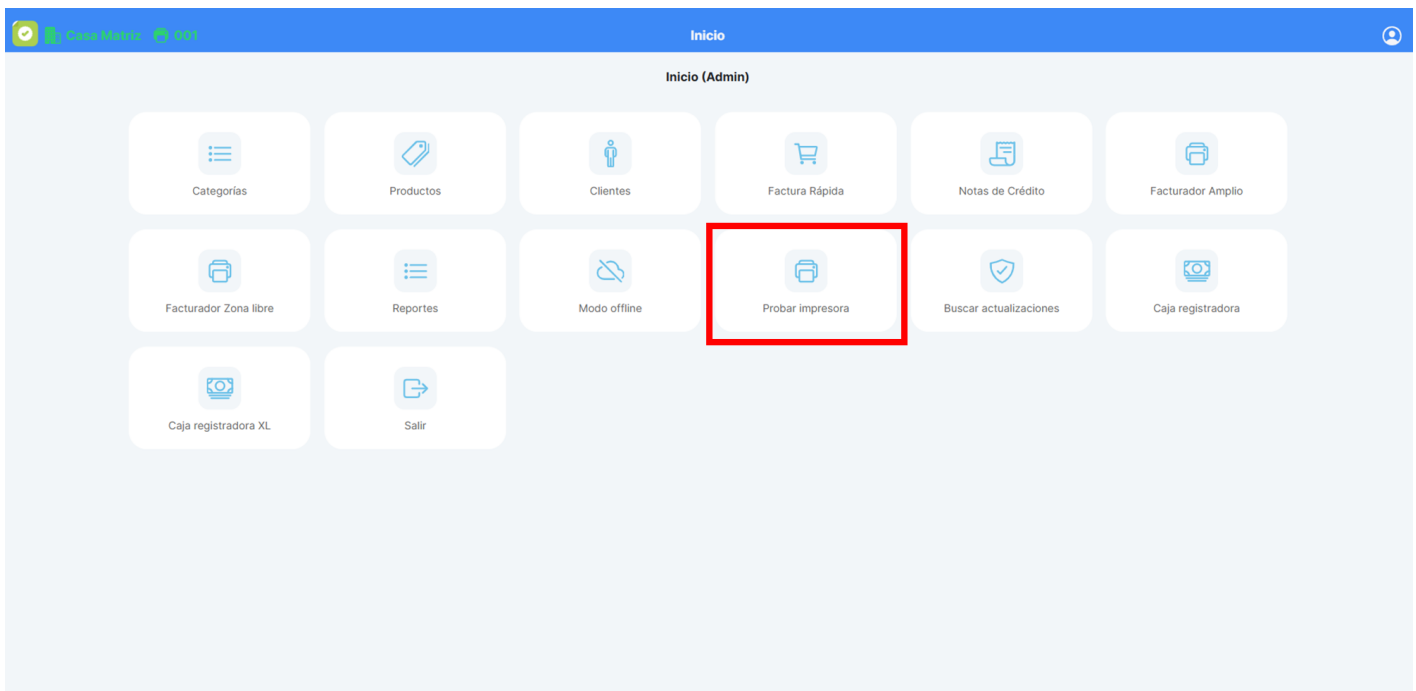 Casa Matriz 001 Inicio
Inicio (Admin)
Categorías Productos Clientes Factura Rápida Notas de Crédito Facturador Amplio
Facturador Zona libre Reportes Modo offline Probar impresora Buscar actualizaciones Caja registradora
Caja registradora XL Salir